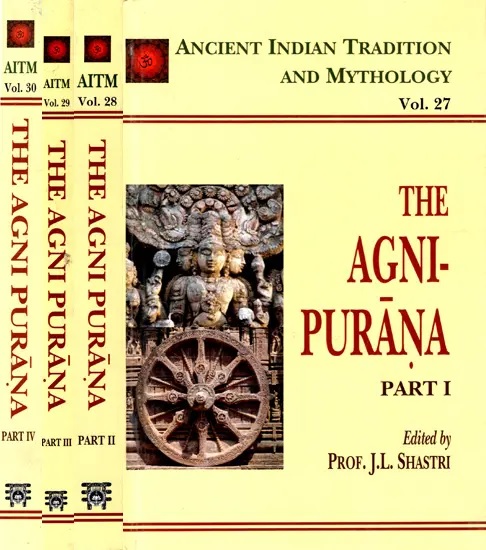 AITM
Vol. 30
THE AGNI PURĀṆA
PART IV
AITM
Vol. 29
THE AGNI PURĀṆA
PART III
AITM
Vol. 28
THE AGNI PURĀṆA
PART II
ANCIENT INDIAN TRADITION
AND MYTHOLOGY
Vol. 27
THE
AGNI-
PURĀṆA
PART I
Edited by
PROF. J.L. SHASTRI
ॐ